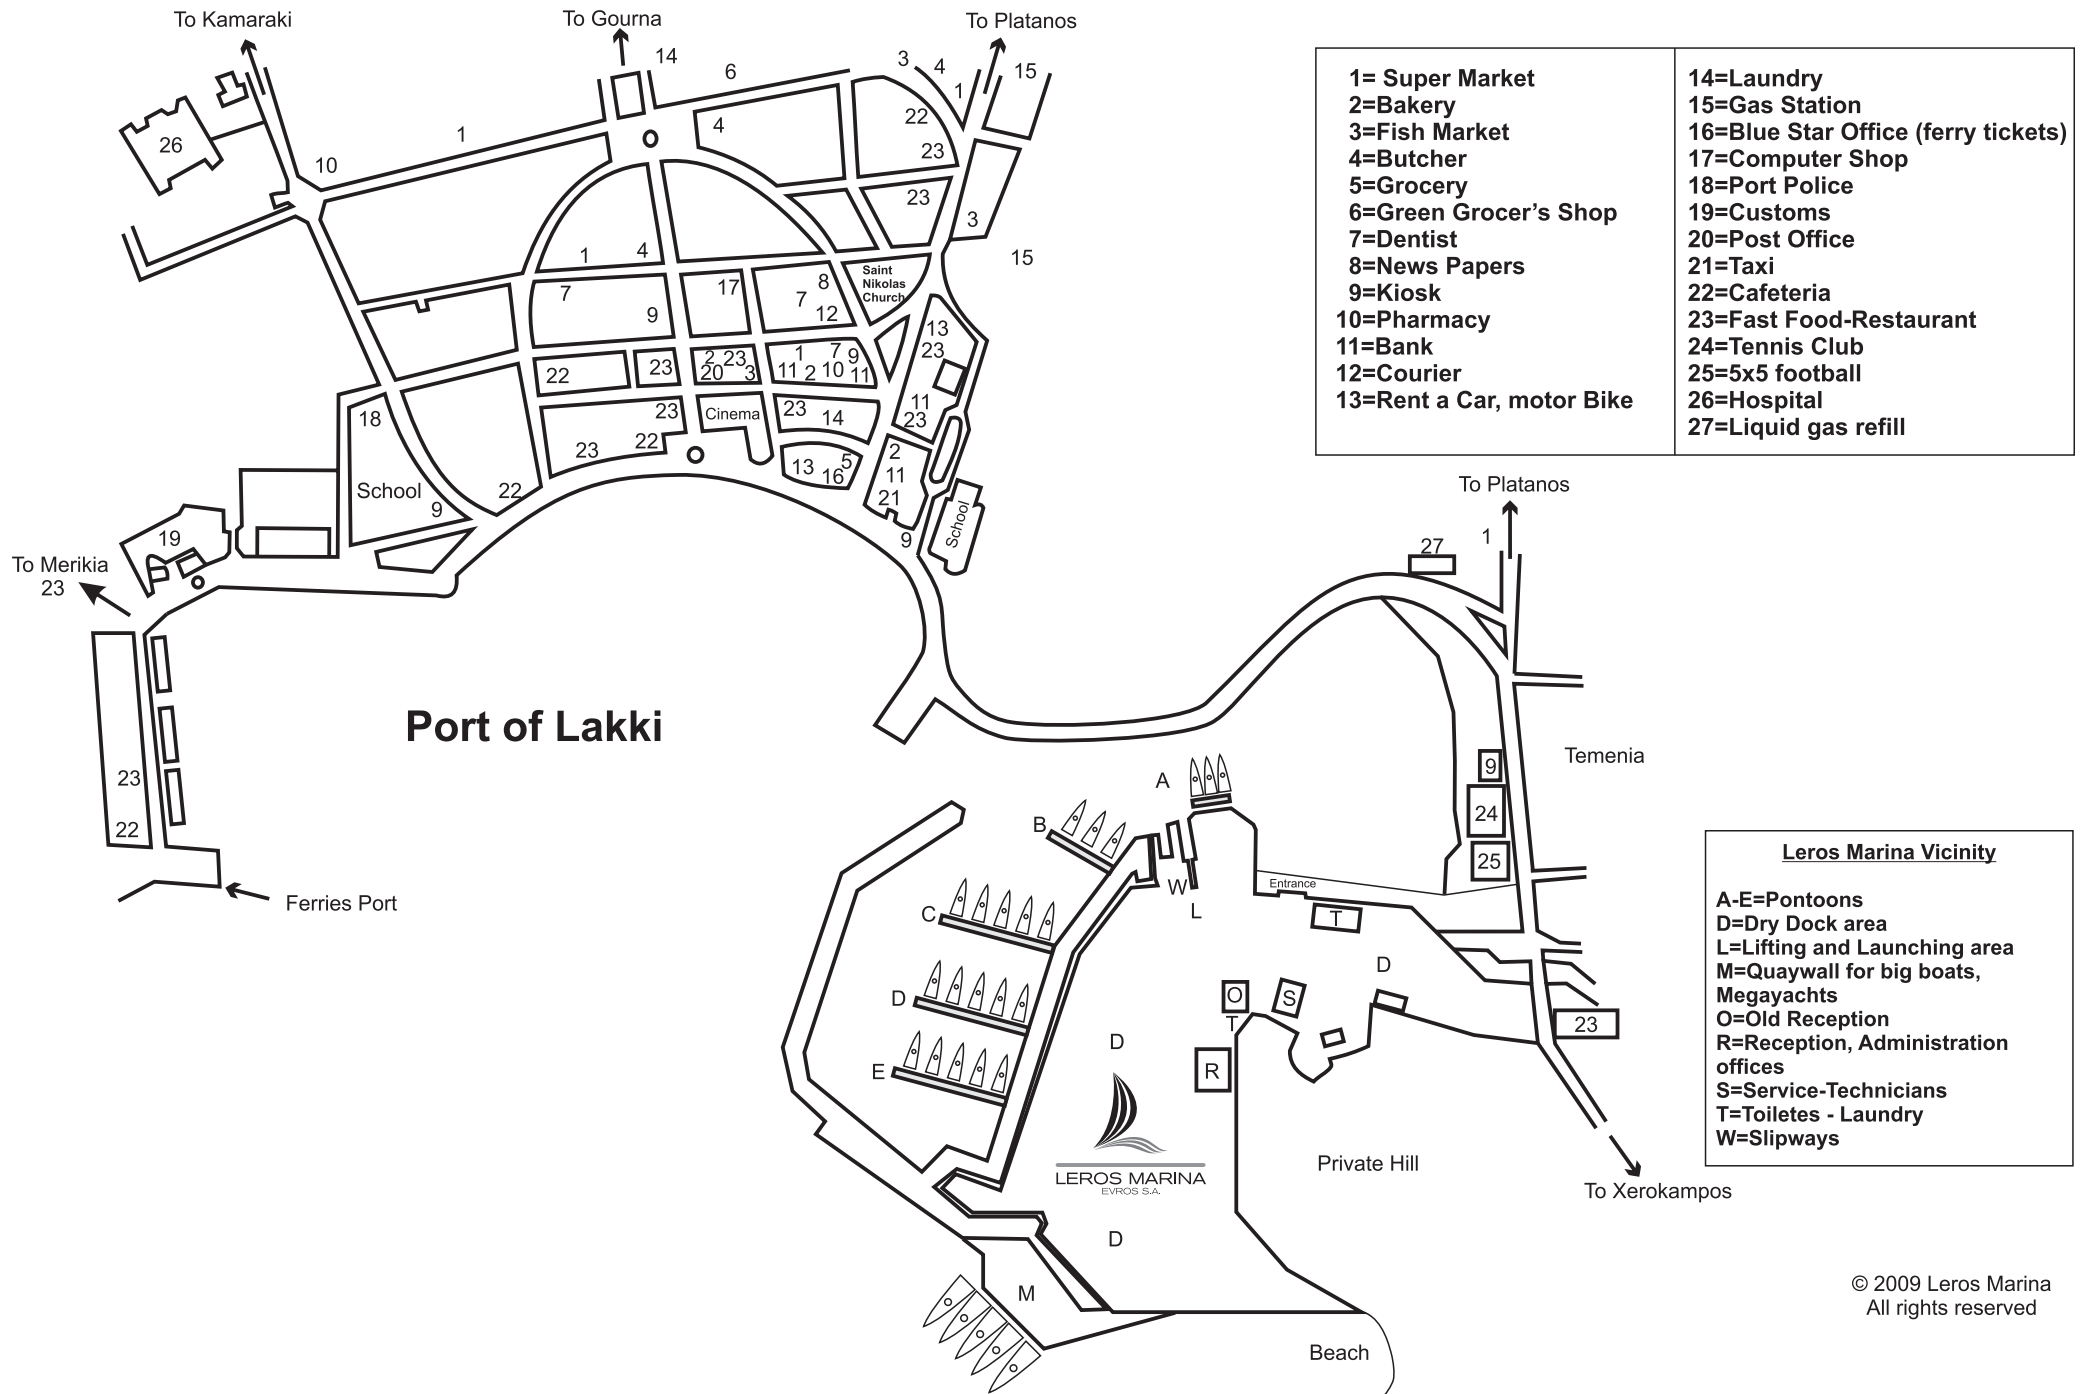 To Kamaraki
To Gourna
To Platanos
14
6
3
4
1
15
26
10
1
4
22
23
23
3
15
1
4
7
9
17
8
7
12
Saint
Nikolas
Church
13
23
22
23
2 23
20 3
1 7 9
11 2 10 11
11
23
18
23
Cinema
23
14
23
22
13
5
16
2
11
21
School
9
22
School
9
19
To Merikia
23
23
22
Ferries Port
Port of Lakki
1= Super Market
2=Bakery
3=Fish Market
4=Butcher
5=Grocery
6=Green Grocer's Shop
7=Dentist
8=News Papers
9=Kiosk
10=Pharmacy
11=Bank
12=Courier
13=Rent a Car, motor Bike
14=Laundry
15=Gas Station
16=Blue Star Office (ferry tickets)
17=Computer Shop
18=Port Police
19=Customs
20=Post Office
21=Taxi
22=Cafeteria
23=Fast Food-Restaurant
24=Tennis Club
25=5x5 football
26=Hospital
27=Liquid gas refill
To Platanos
1
27
Temenia
9
24
25
A
B
C
D
E
W
L
Entrance
T
D
O
S
T
R
D
23
LEROS MARINA
EVROS S.A.
Private Hill
To Xerokampos
D
M
Beach
Leros Marina Vicinity
A-E=Pontoons
D=Dry Dock area
L=Lifting and Launching area
M=Quaywall for big boats,
Megayachts
O=Old Reception
R=Reception, Administration
offices
S=Service-Technicians
T=Toiletes - Laundry
W=Slipways
© 2009 Leros Marina
All rights reserved